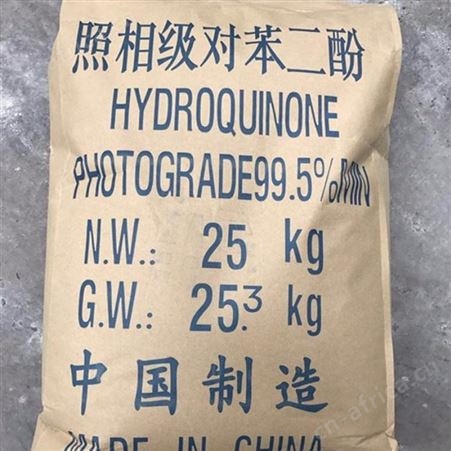 照相级对苯二酚
HYDROQUINONE
PHOTOGRADE99.5%MIN
N.W.: 25 kg
G.W.: 25.3 kg
中国制造
MADE IN CHINA